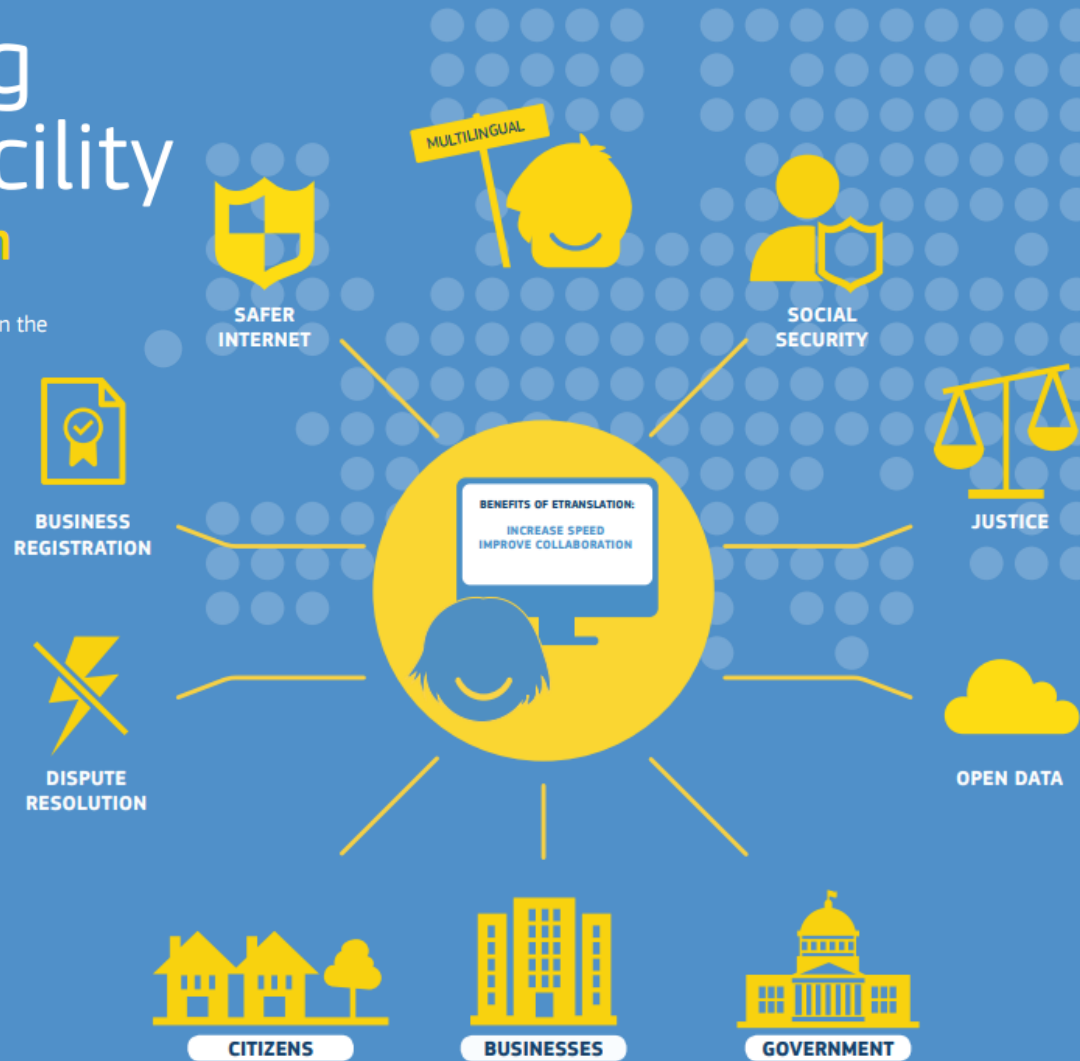 g
cility
n
n the
MULTILINGUAL
SAFER
INTERNET
SOCIAL
SECURITY
BUSINESS
REGISTRATION
BENEFITS OF ETRANSLATION:
INCREASE SPEED
IMPROVE COLLABORATION
JUSTICE
DISPUTE
RESOLUTION
OPEN DATA
CITIZENS
BUSINESSES
GOVERNMENT